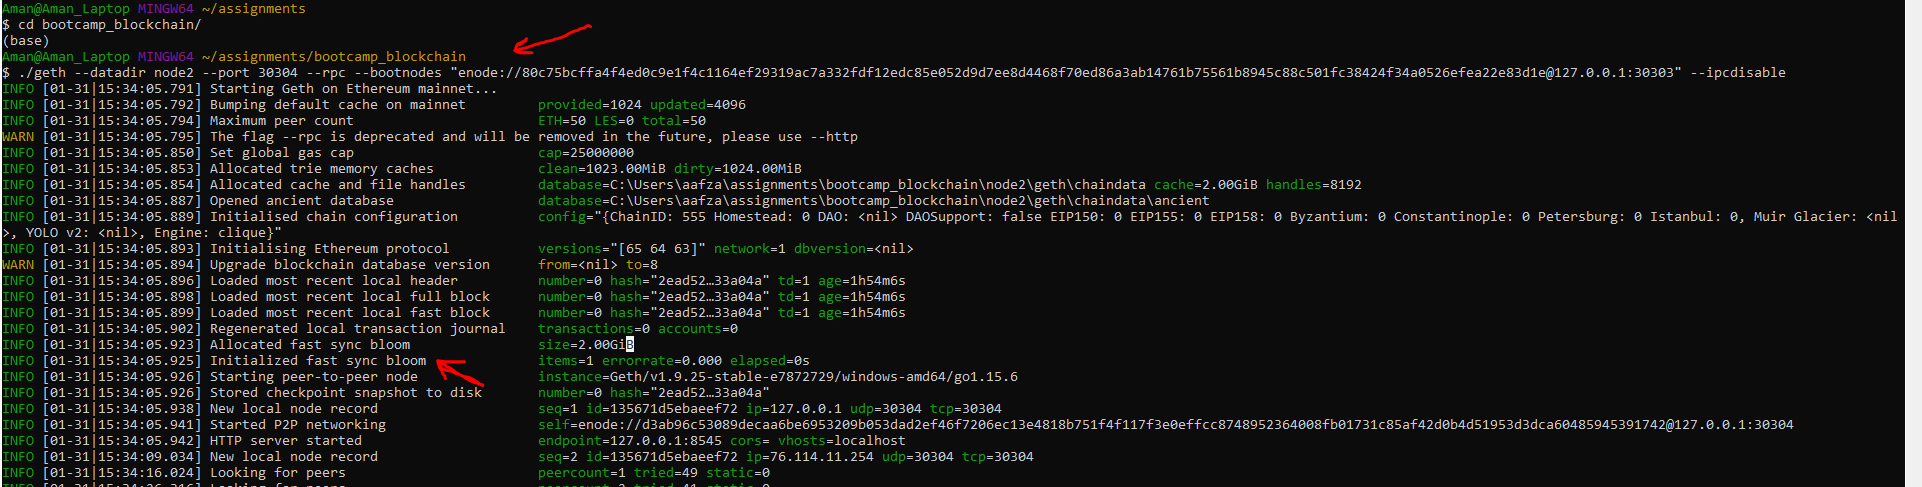 Aman@Aman_Laptop MINGW64 ~/assignments
$ cd bootcamp_blockchain/
(base)
Aman@Aman_Laptop MINGW64 ~/assignments/bootcamp_blockchain
$ ./geth --datadir node2 --port 30304 --rpc --bootnodes "enode://80c75bcffa4f4ed0c9e1f4c1164ef29319ac7a332fdf12edc85e052d9d7ee8d4468f70ed86a3ab14761b75561b8945c88c501fc38424f34a0526efea22e83d1e@127.0.0.1:30303" --ipcdisable
INFO [01-31|15:34:05.791] Starting Geth on Ethereum mainnet...
INFO [01-31|15:34:05.792] Bumping default cache on mainnet provided=1024 updated=4096
INFO [01-31|15:34:05.794] Maximum peer count ETH=50 LES=0 total=50
WARN [01-31|15:34:05.795] The flag --rpc is deprecated and will be removed in the future, please use --http
INFO [01-31|15:34:05.850] Set global gas cap cap=25000000
INFO [01-31|15:34:05.853] Allocated trie memory caches clean=1023.00MiB dirty=1024.00MiB
INFO [01-31|15:34:05.854] Allocated cache and file handles database=C:\Users\aafza\assignments\bootcamp_blockchain\node2\geth\chaindata cache=2.00GiB handles=8192
INFO [01-31|15:34:05.887] Opened ancient database database=C:\Users\aafza\assignments\bootcamp_blockchain\node2\geth\chaindata\ancient
INFO [01-31|15:34:05.889] Initialised chain configuration config="{ChainID: 555 Homestead: 0 DAO: <nil> DAOSupport: false EIP150: 0 EIP155: 0 EIP158: 0 Byzantium: 0 Constantinople: 0 Petersburg: 0 Istanbul: 0, Muir Glacier: <nil
>, YOLO v2: <nil>, Engine: clique}"
INFO [01-31|15:34:05.893] Initialising Ethereum protocol versions="[65 64 63]" network=1 dbversion=<nil>
WARN [01-31|15:34:05.894] Upgrade blockchain database version from=<nil> to=8
INFO [01-31|15:34:05.896] Loaded most recent local header number=0 hash="2ead52…33a04a" td=1 age=1h54m6s
INFO [01-31|15:34:05.898] Loaded most recent local full block number=0 hash="2ead52…33a04a" td=1 age=1h54m6s
INFO [01-31|15:34:05.899] Loaded most recent local fast block number=0 hash="2ead52…33a04a" td=1 age=1h54m6s
INFO [01-31|15:34:05.902] Regenerated local transaction journal transactions=0 accounts=0
INFO [01-31|15:34:05.923] Allocated fast sync bloom size=2.00GiB
INFO [01-31|15:34:05.925] Initialized fast sync bloom items=1 errorrate=0.000 elapsed=0s
INFO [01-31|15:34:05.926] Starting peer-to-peer node instance=Geth/v1.9.25-stable-e7872729/windows-amd64/go1.15.6
INFO [01-31|15:34:05.926] Stored checkpoint snapshot to disk number=0 hash="2ead52…33a04a"
INFO [01-31|15:34:05.938] New local node record seq=1 id=135671d5ebaeef72 ip=127.0.0.1 udp=30304 tcp=30304
INFO [01-31|15:34:05.941] Started P2P networking self=enode://d3ab96c53089decaa6be6953209b053dad2ef46f7206ec13e4818b751f4f117f3e0effcc8748952364008fb01731c85af42d0b4d51953d3dca60485945391742@127.0.0.1:30304
INFO [01-31|15:34:05.942] HTTP server started endpoint=127.0.0.1:8545 cors= vhosts=localhost
INFO [01-31|15:34:09.034] New local node record seq=2 id=135671d5ebaeef72 ip=76.114.11.254 udp=30304 tcp=30304
INFO [01-31|15:34:16.024] Looking for peers peercount=1 tried=49 static=0